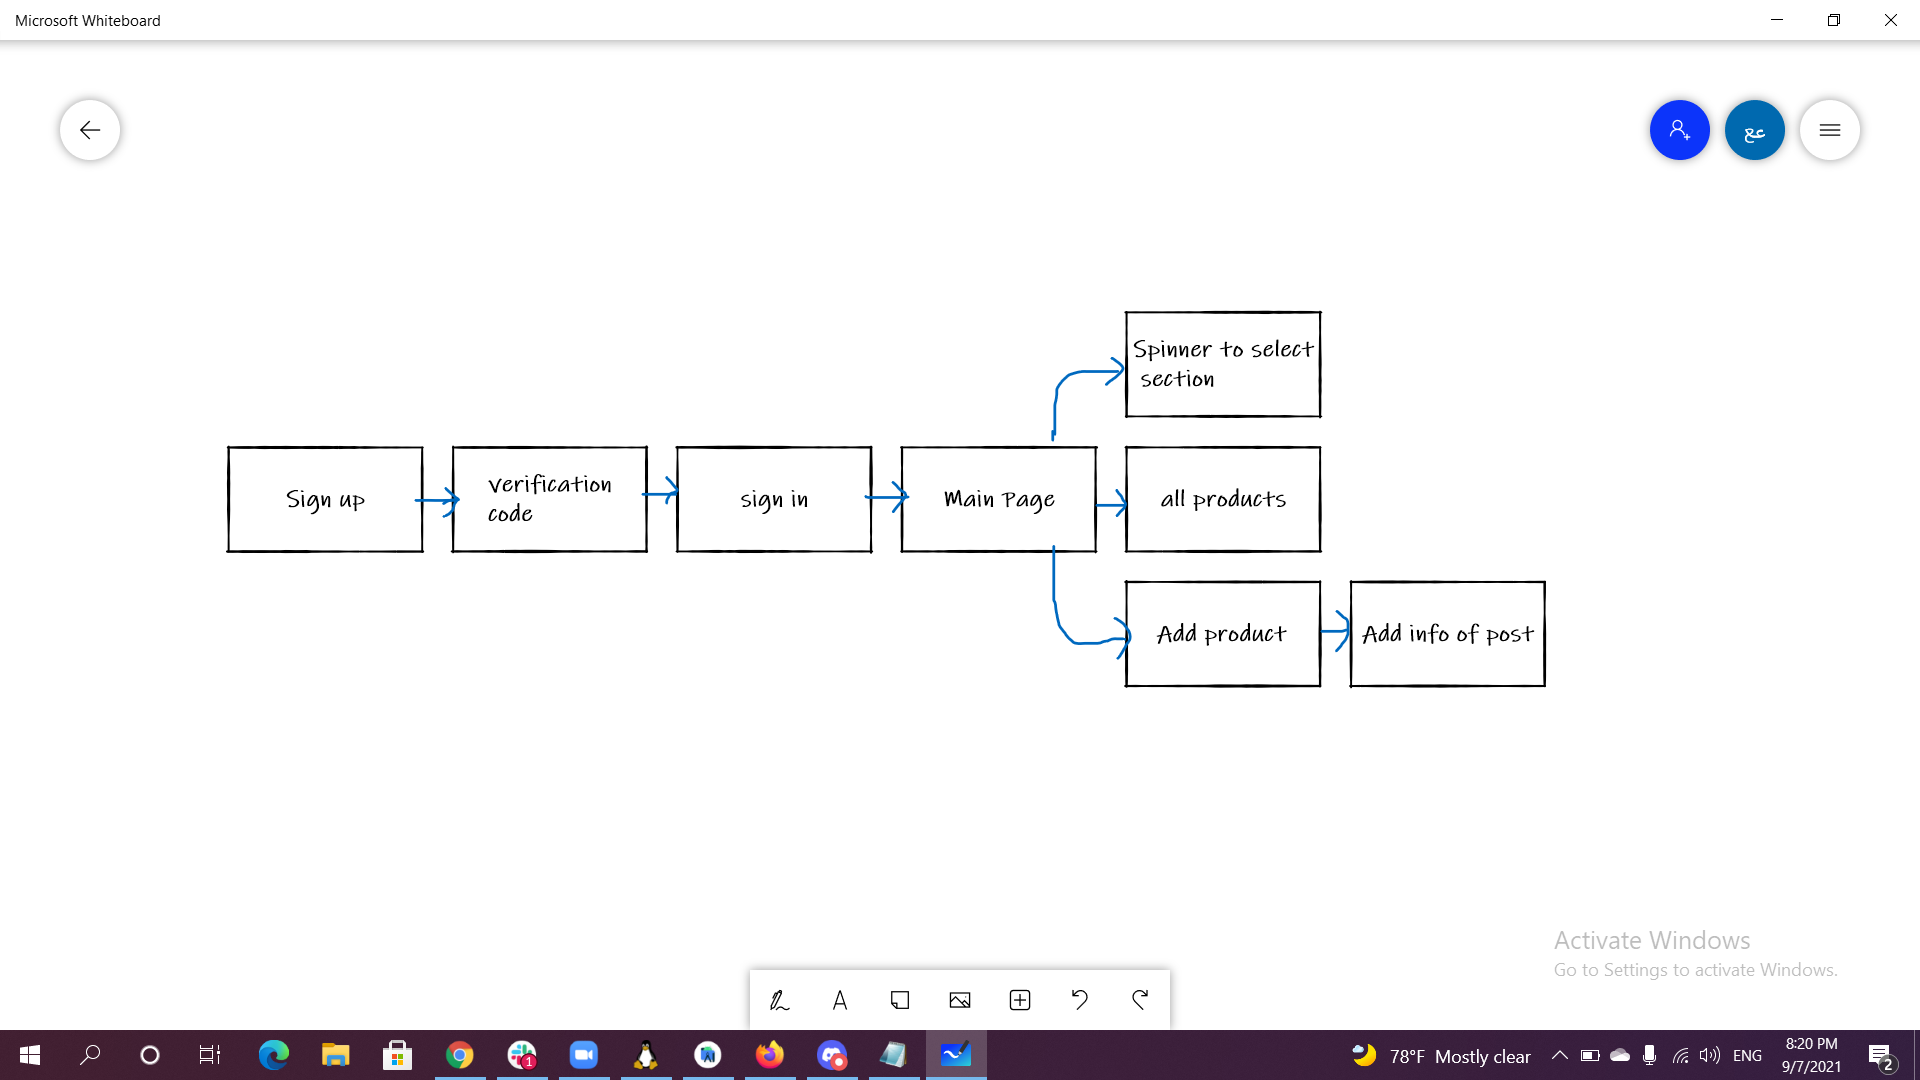 Microsoft Whiteboard
عع
Spinner to select
section
Sign up
verification
code
sign in
Main Page
all products
Add product
Add info of post
Activate Windows
Go to Settings to activate Windows.
A
1
78°F Mostly clear
ENG
8:20 PM
9/7/2021
2